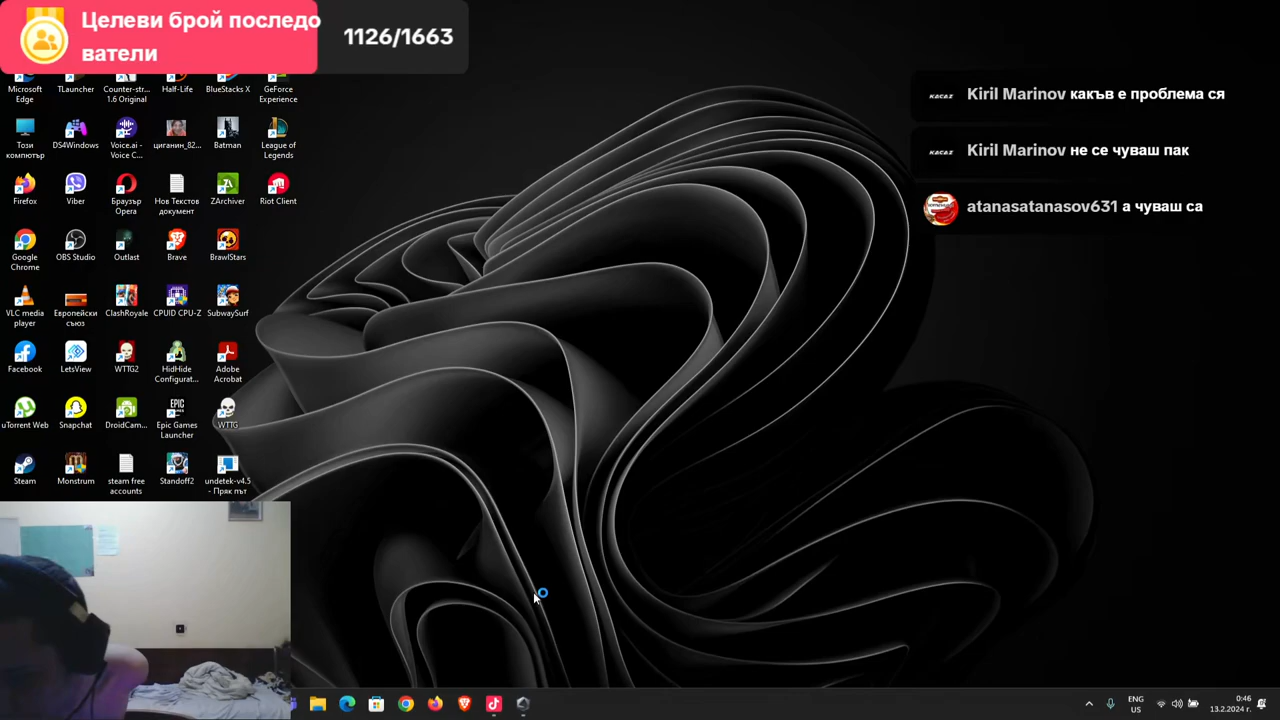 Целеви брой последо
ватели
1126/1663
Kiril Marinov какъв е проблема ся
Kiril Marinov не се чуваш пак
atanasatanasov631 а чуваш са
Microsoft Edge
TLauncher
Counter-str... 1.6 Original
Half-Life
BlueStacks X
GeForce Experience
Този компютър
DS4Windows
Voice.ai - Voice C...
циганин_82...
Batman
League of Legends
Firefox
Viber
Браузър Opera
Нов Текстов документ
ZArchiver
Riot Client
Google Chrome
OBS Studio
Outlast
Brave
BrawlStars
VLC media player
Европейски съюз
ClashRoyale
CPUID CPU-Z
SubwaySurf
Facebook
LetsView
WTTG2
HidHide Configurat...
Adobe Acrobat
uTorrent Web
Snapchat
DroidCam...
Epic Games Launcher
WTTG
Steam
Monstrum
steam free accounts
Standoff2
undetek-v4.5 - Пряк път
ENG
US
0:46
13.2.2024 г.